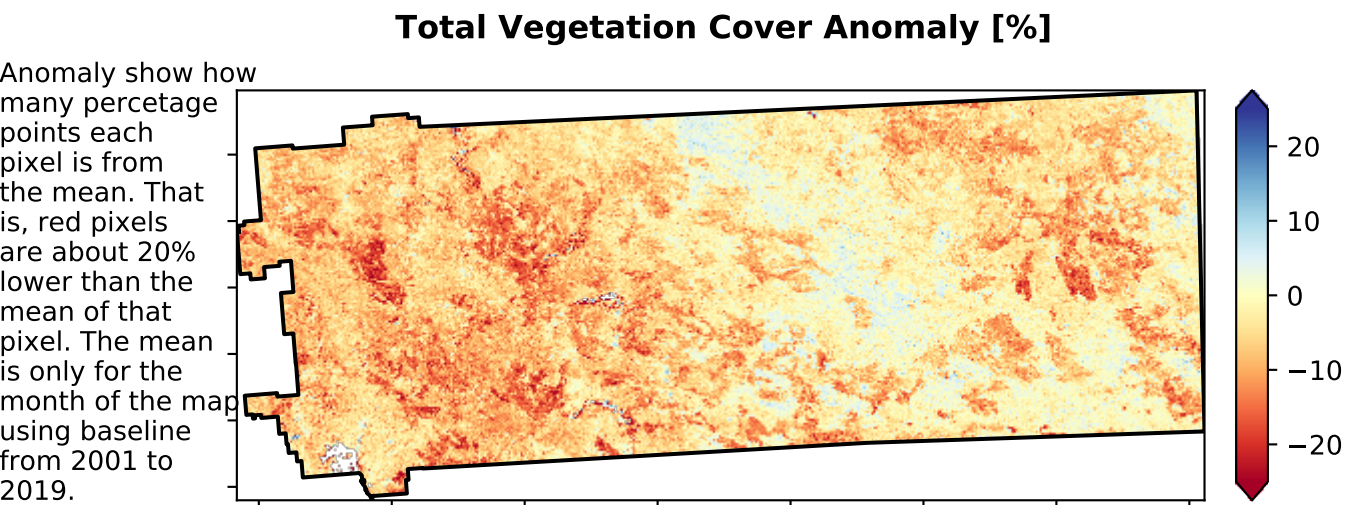 Total Vegetation Cover Anomaly [%]
Anomaly show how
many percetage
points each
pixel is from
the mean. That
is, red pixels
are about 20%
lower than the
mean of that
pixel. The mean
is only for the
month of the map
using baseline
from 2001 to
2019.
20
10
0
−10
−20